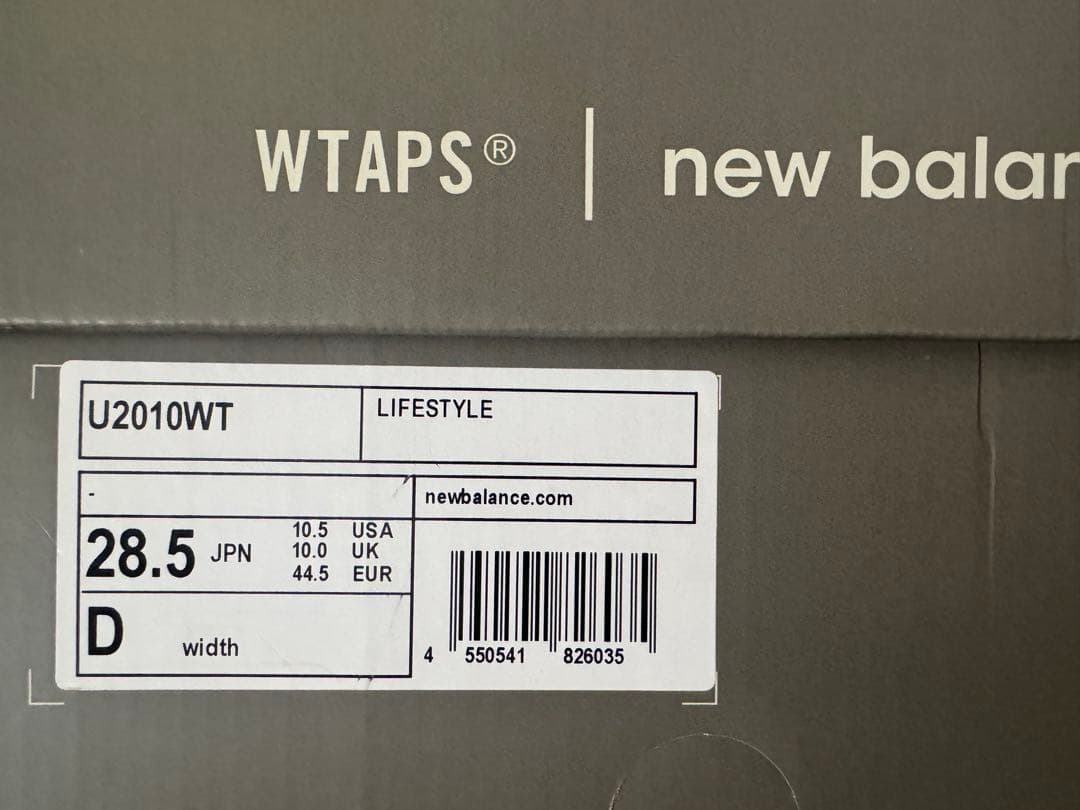 WTAPS® | new balan
U2010WT
LIFESTYLE
-
newbalance.com
28.5 JPN
10.5 USA
10.0 UK
44.5 EUR
D width
4 550541 826035